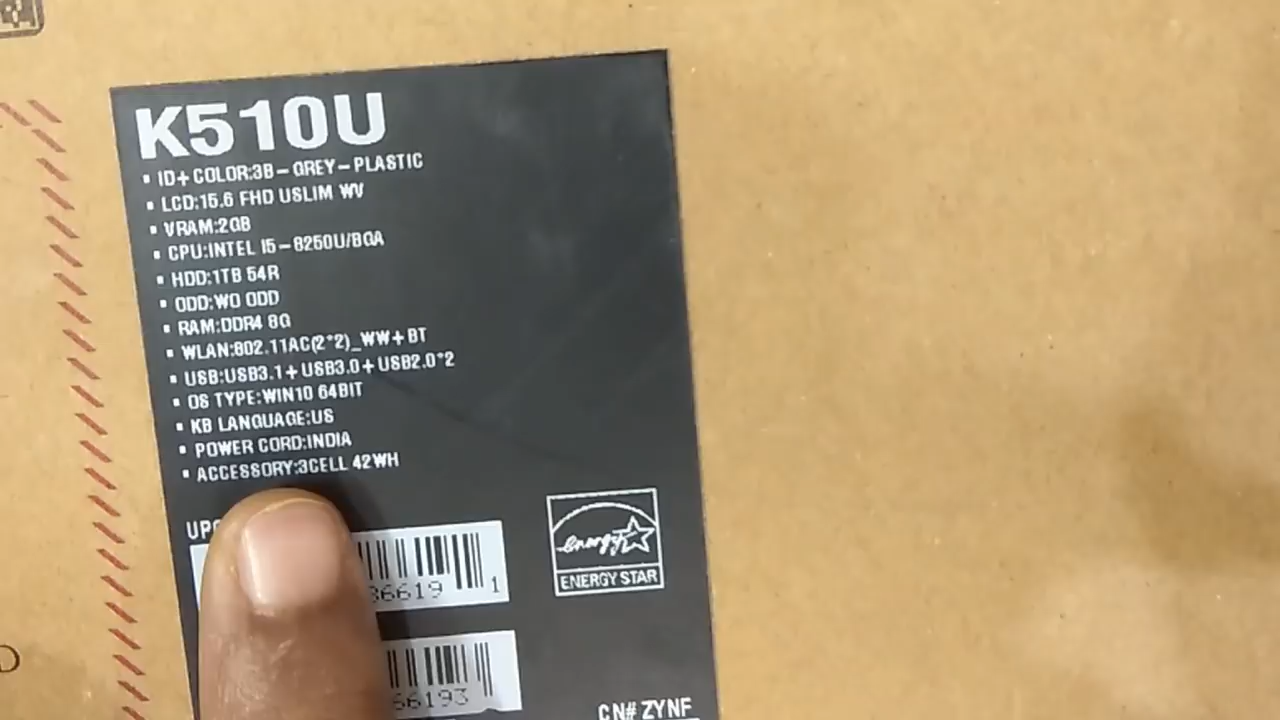 K510U
▪ ID+COLOR:3B-GREY-PLASTIC
▪ LCD:15.6 FHD USLIM WV
▪ VRAM:2GB
▪ CPU:INTEL I5-8250U/BGA
▪ HDD:1TB 54R
▪ ODD:WO ODD
▪ RAM:DDR4 8G
▪ WLAN:802.11AC(2*2)_WW+BT
▪ USB:USB3.1+USB3.0+USB2.0*2
▪ OS TYPE:WIN10 64BIT
▪ KB LANGUAGE:US
▪ POWER CORD:INDIA
▪ ACCESSORY:3CELL 42WH
36619 1
energy
ENERGY STAR
66193
CN# ZYNF